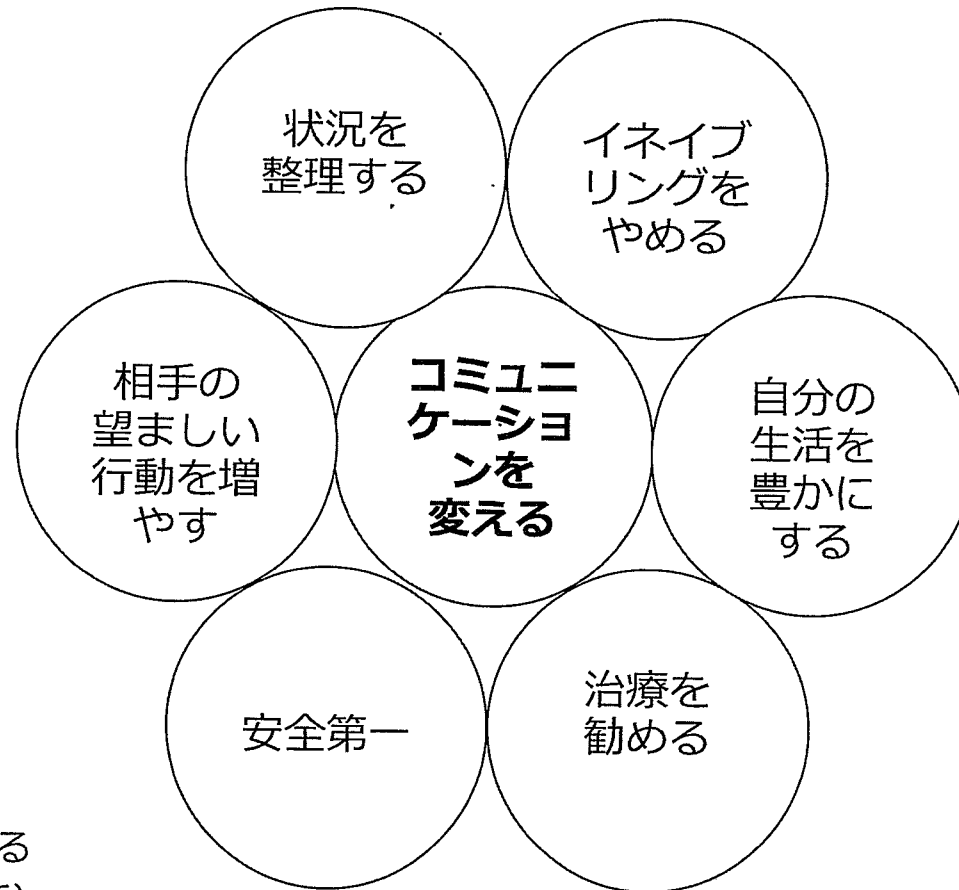 状況を
整理する
イネイブ
リングを
やめる
相手の
望ましい
行動を増
やす
コミュニ
ケーショ
ンを
変える
自分の
生活を
豊かに
する
安全第一
治療を
勧める
る